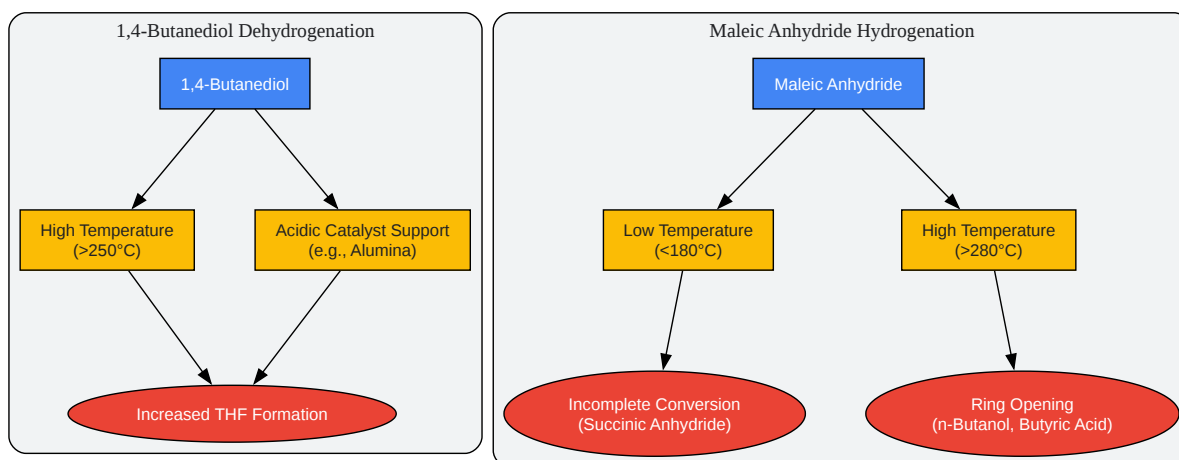 1,4-Butanediol Dehydrogenation
1,4-Butanediol
High Temperature
(>250°C)
Acidic Catalyst Support
(e.g., Alumina)
Increased THF Formation
Maleic Anhydride Hydrogenation
Maleic Anhydride
Low Temperature
(<180°C)
High Temperature
(>280°C)
Incomplete Conversion
(Succinic Anhydride)
Ring Opening
(n-Butanol, Butyric Acid)